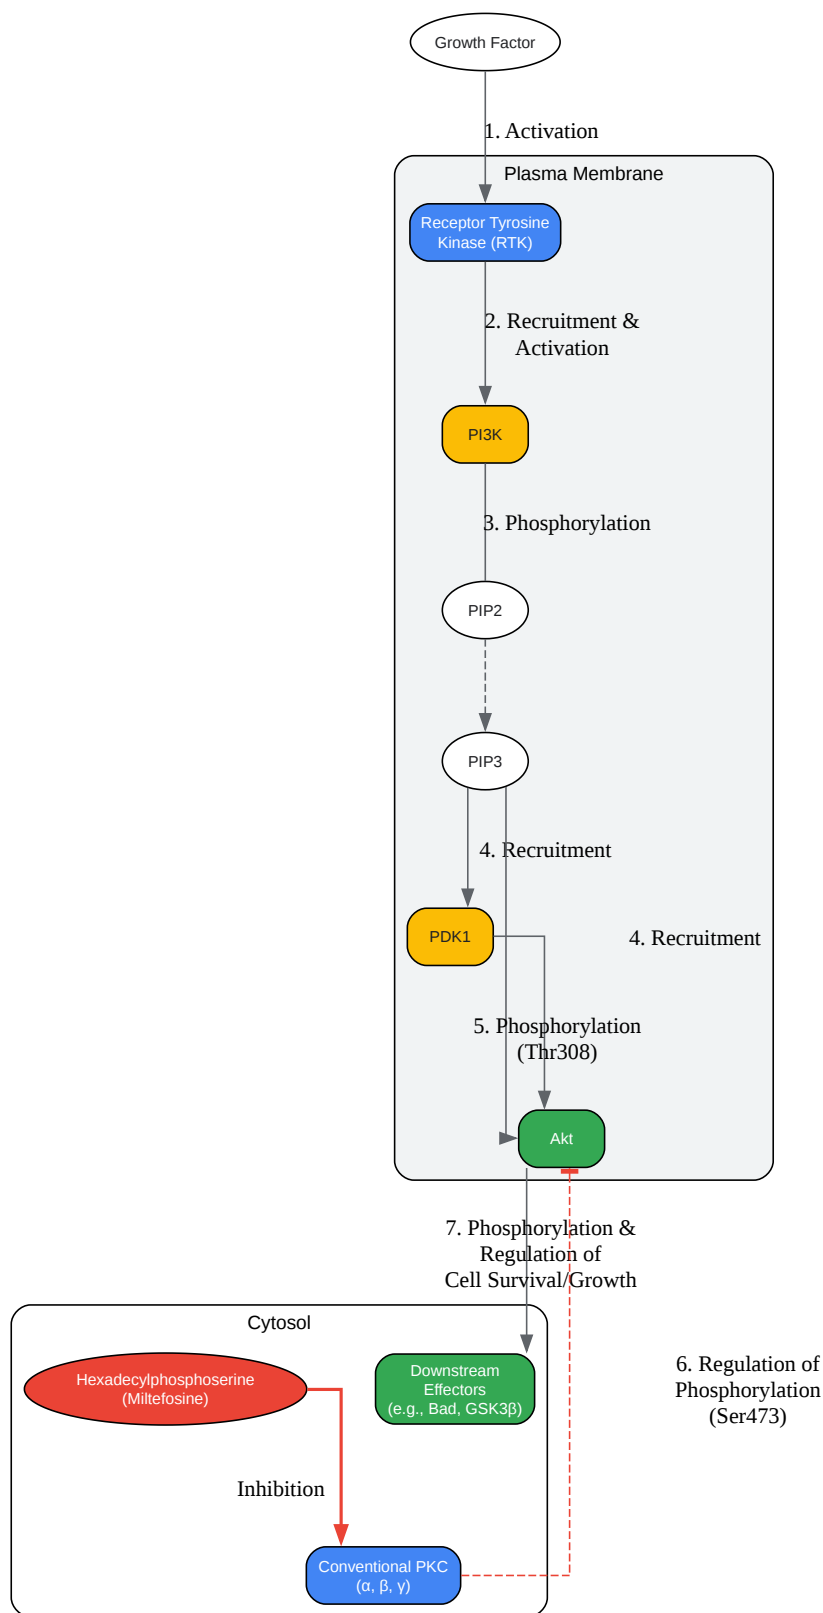 Growth Factor
1. Activation
Plasma Membrane
Receptor Tyrosine
Kinase (RTK)
2. Recruitment &
Activation
PI3K
3. Phosphorylation
PIP2
PIP3
4. Recruitment
PDK1
4. Recruitment
5. Phosphorylation
(Thr308)
Akt
7. Phosphorylation &
Regulation of
Cell Survival/Growth
Cytosol
Hexadecylphosphoserine
(Miltefosine)
Downstream
Effectors
(e.g., Bad, GSK3β)
6. Regulation of
Phosphorylation
(Ser473)
Inhibition
Conventional PKC
(α, β, γ)